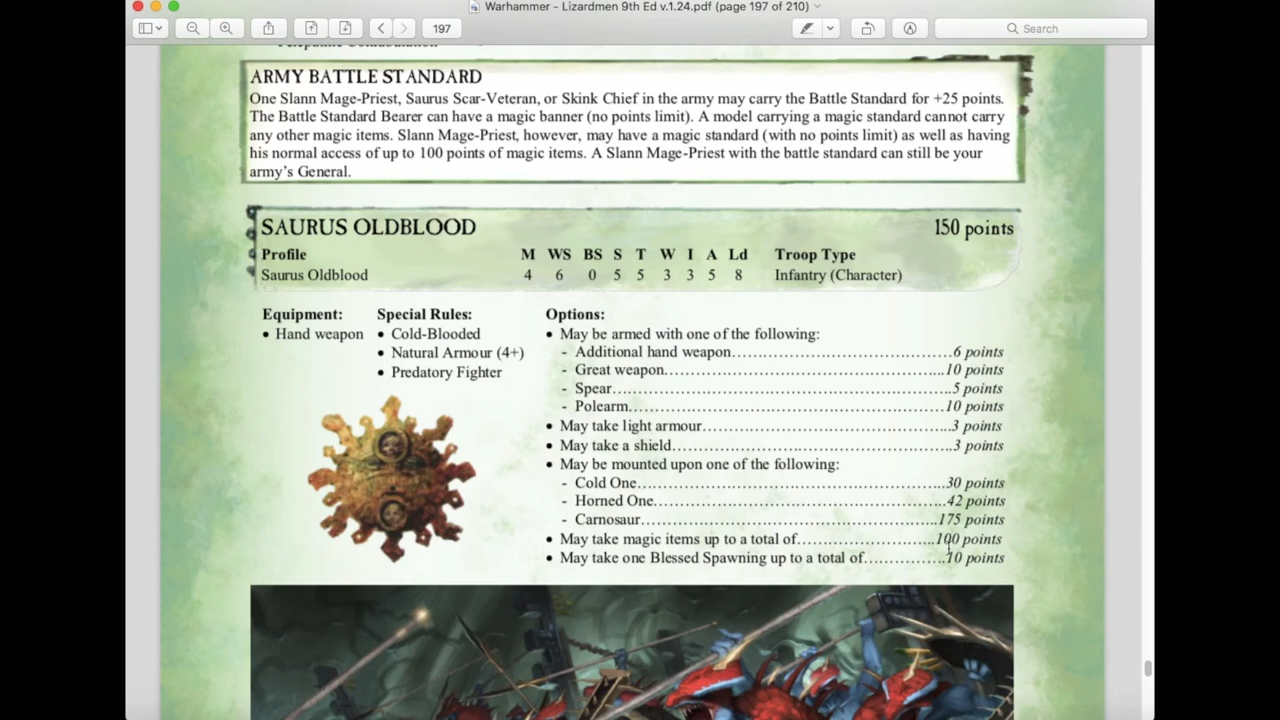 Warhammer - Lizardmen 9th Ed v.1.24.pdf (page 197 of 210)
197
Search
ARMY BATTLE STANDARD
One Slann Mage-Priest, Saurus Scar-Veteran, or Skink Chief in the army may carry the Battle Standard for +25 points.
The Battle Standard Bearer can have a magic banner (no points limit). A model carrying a magic standard cannot carry
any other magic items. Slann Mage-Priest, however, may have a magic standard (with no points limit) as well as having
his normal access of up to 100 points of magic items. A Slann Mage-Priest with the battle standard can still be your
army's General.
SAURUS OLDBLOOD 150 points
Profile M WS BS S T W I A Ld Troop Type
Saurus Oldblood 4 6 0 5 5 3 3 5 8 Infantry (Character)
Equipment:
• Hand weapon
Special Rules:
• Cold-Blooded
• Natural Armour (4+)
• Predatory Fighter
Options:
• May be armed with one of the following:
- Additional hand weapon.............................................6 points
- Great weapon.............................................................10 points
- Spear.........................................................................5 points
- Polearm.....................................................................10 points
• May take light armour..................................................3 points
• May take a shield.........................................................3 points
• May be mounted upon one of the following:
- Cold One...................................................................30 points
- Horned One...............................................................42 points
- Carnosaur..................................................................175 points
• May take magic items up to a total of...........................100 points
• May take one Blessed Spawning up to a total of................70 points